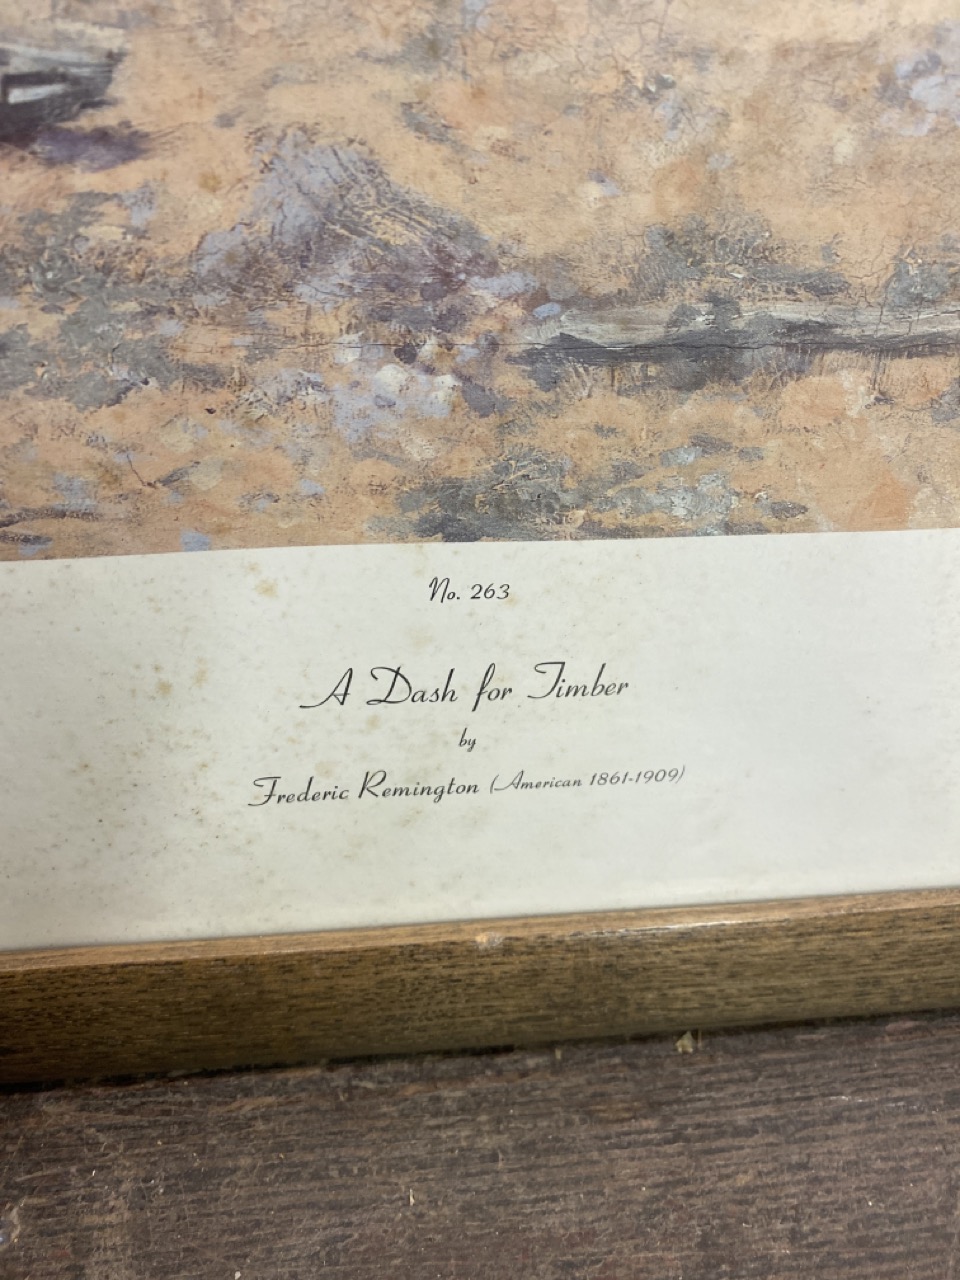 No. 263
A Dash for Timber
by
Frederic Remington (American 1861-1909)